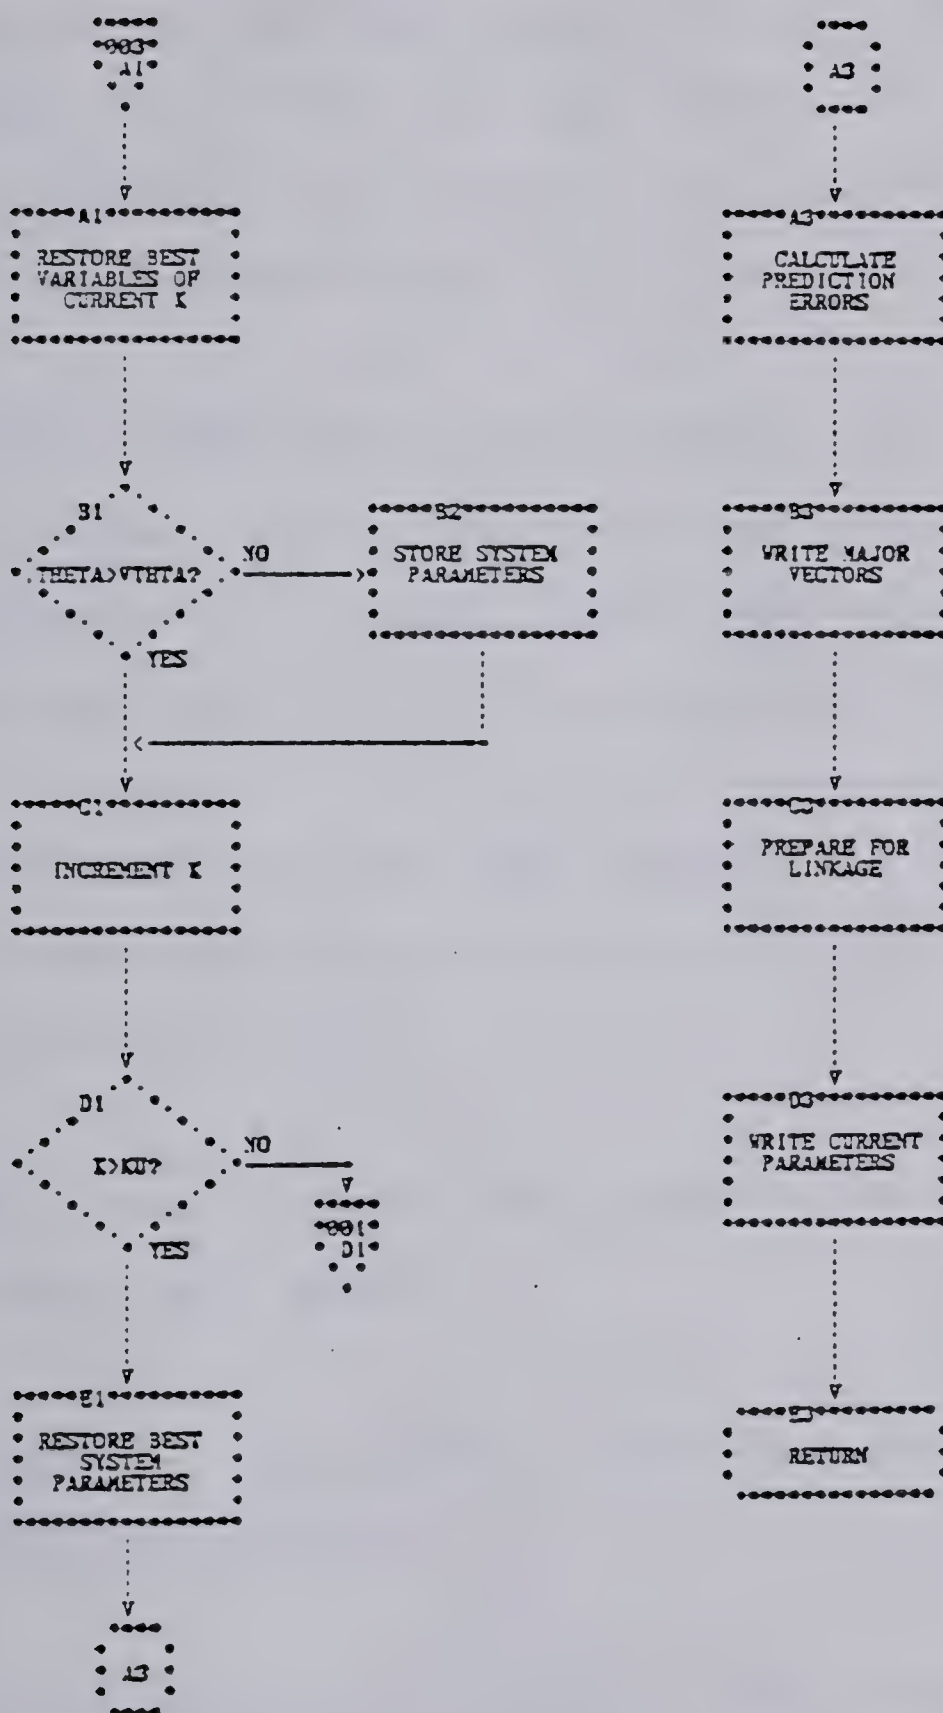 003
A1
A1
RESTORE BEST
VARIABLES OF
CURRENT K
B1
THETA>VTHTA?
NO
YES
B2
STORE SYSTEM
PARAMETERS
C1
INCREMENT K
D1
K>KU?
NO
YES
001
D1
E1
RESTORE BEST
SYSTEM
PARAMETERS
A3
A3
A3
CALCULATE
PREDICTION
ERRORS
B3
WRITE MAJOR
VECTORS
C3
PREPARE FOR
LINKAGE
D3
WRITE CURRENT
PARAMETERS
E3
RETURN